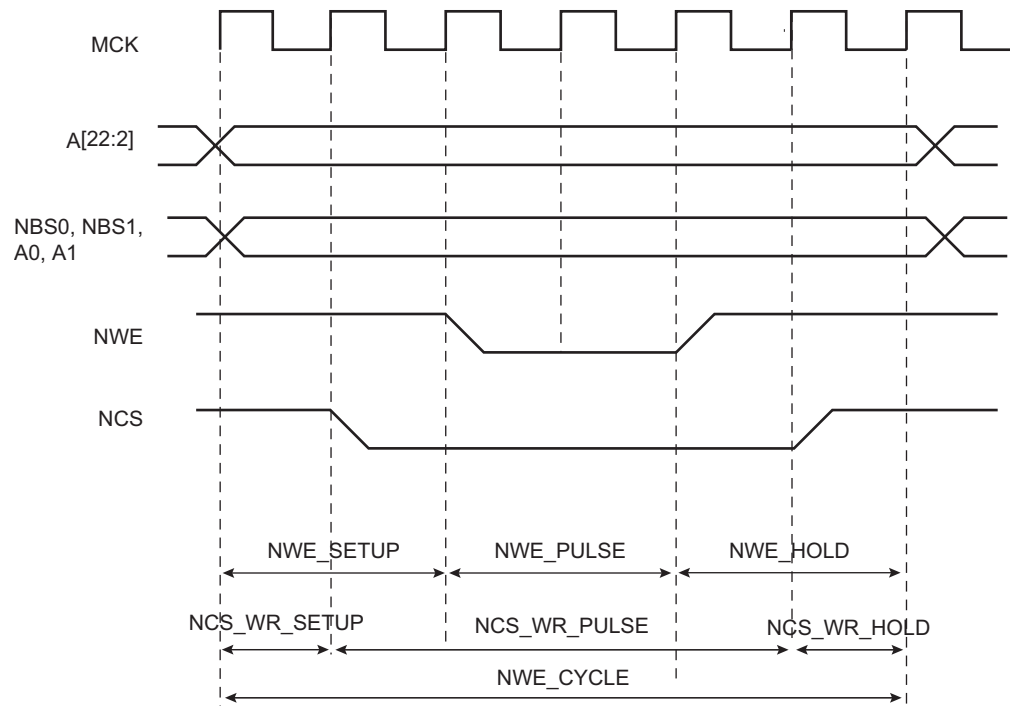 MCK
A[22:2]
NBS0, NBS1,
A0, A1
NWE
NCS
NWE_SETUP
NWE_PULSE
NWE_HOLD
NCS_WR_SETUP
NCS_WR_PULSE
NCS_WR_HOLD
NWE_CYCLE